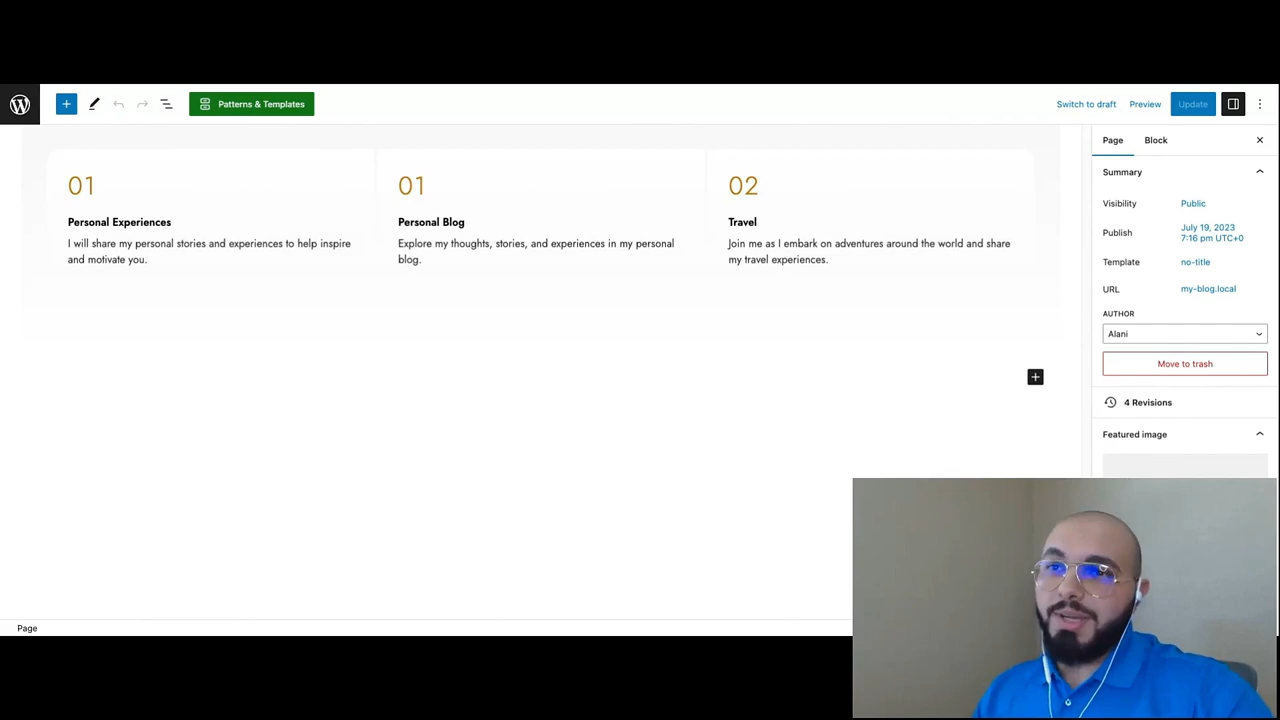 Patterns & Templates
Switch to draft
Preview
Update
Page
Block
Summary
Visibility
Public
Publish
July 19, 2023
7:16 pm UTC+0
Template
no-title
URL
my-blog.local
AUTHOR
Alani
Move to trash
4 Revisions
Featured image
01
Personal Experiences
I will share my personal stories and experiences to help inspire
and motivate you.
01
Personal Blog
Explore my thoughts, stories, and experiences in my personal
blog.
02
Travel
Join me as I embark on adventures around the world and share
my travel experiences.
Page